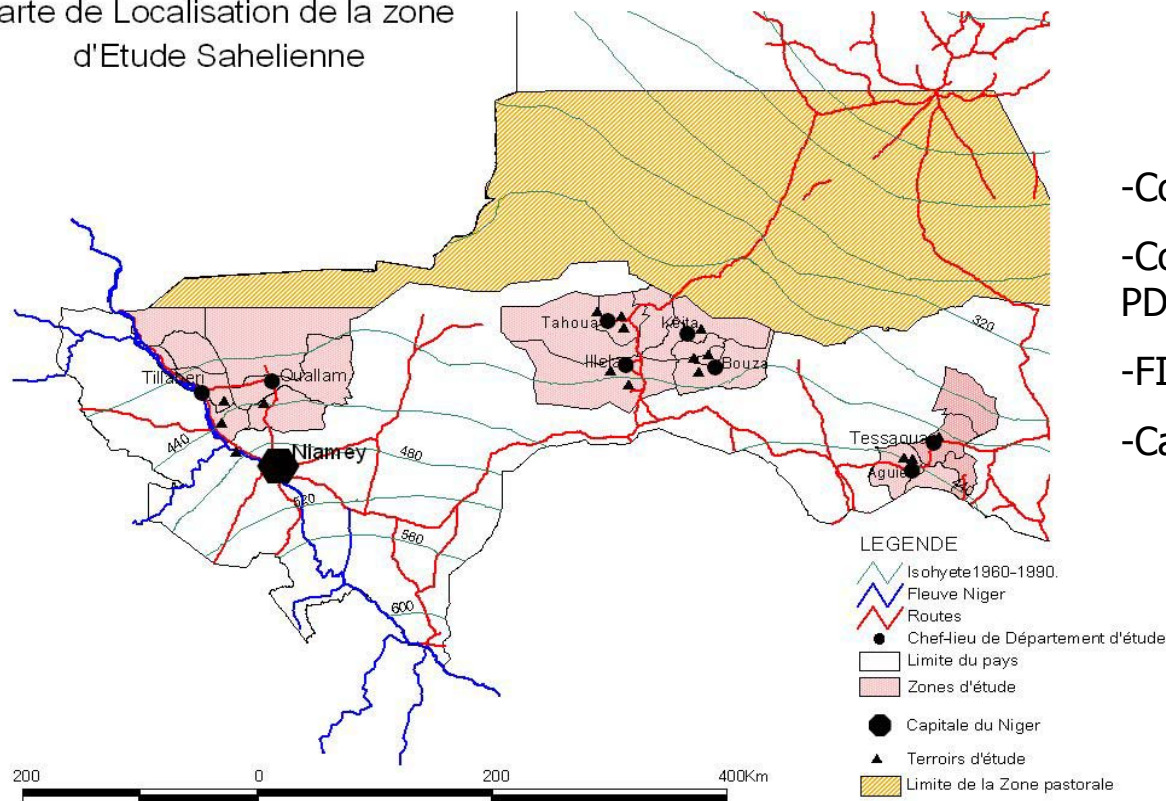 arte de Localisation de la zone
d'Etude Sahelienne
-Co
-Co
PD
-FI
-Ca
320
Tahoua
Keita
Illela
Bouza
Tillaberi
Ouallam
440
480
Niamey
Tessaoua
Aguie
520
560
600
LEGENDE
Isohyete1960-1990.
Fleuve Niger
Routes
Chef-lieu de Département d'étude
Limite du pays
Zones d'étude
Capitale du Niger
Terroirs d'étude
Limite de la Zone pastorale
200 0 200 400Km